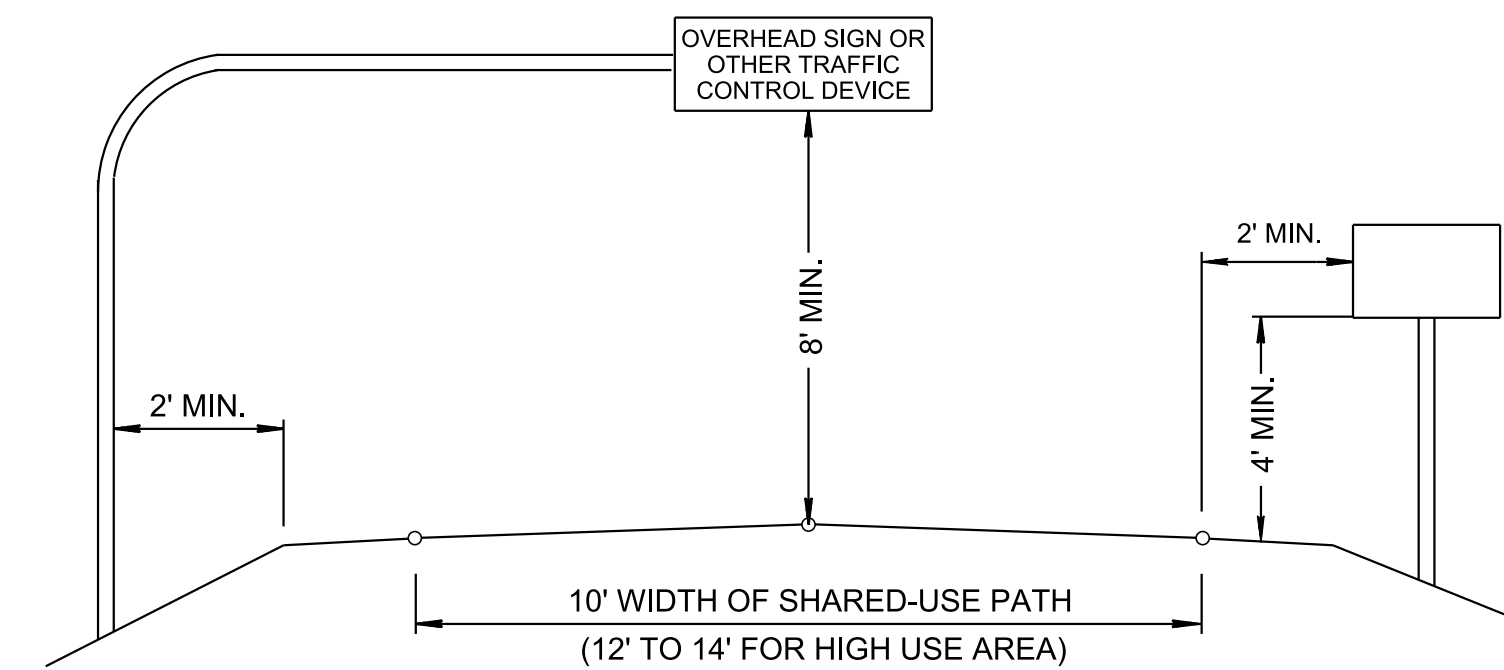 OVERHEAD SIGN OR
OTHER TRAFFIC
CONTROL DEVICE
2' MIN.
8' MIN.
2' MIN.
4' MIN.
10' WIDTH OF SHARED-USE PATH
(12' TO 14' FOR HIGH USE AREA)